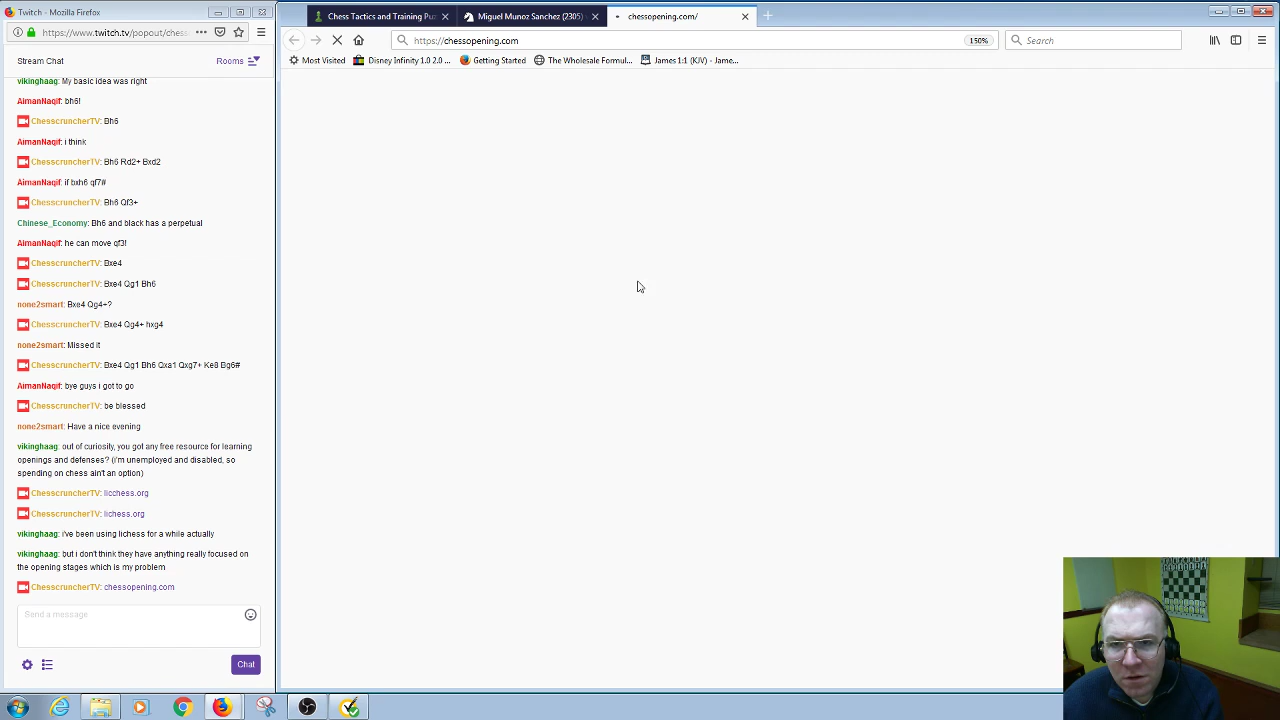 Twitch - Mozilla Firefox
https://www.twitch.tv/popout/chess
Stream Chat
Rooms
vikinghaag: My basic idea was right
AimanNaqif: bh6!
ChesscruncherTV: Bh6
AimanNaqif: i think
ChesscruncherTV: Bh6 Rd2+ Bxd2
AimanNaqif: if bxh6 qf7#
ChesscruncherTV: Bh6 Qf3+
Chinese_Economy: Bh6 and black has a perpetual
AimanNaqif: he can move qf3!
ChesscruncherTV: Bxe4
ChesscruncherTV: Bxe4 Qg1 Bh6
none2smart: Bxe4 Qg4+?
ChesscruncherTV: Bxe4 Qg4+ hxg4
none2smart: Missed it
ChesscruncherTV: Bxe4 Qg1 Bh6 Qxa1 Qxg7+ Ke8 Bg6#
AimanNaqif: bye guys i got to go
ChesscruncherTV: be blessed
none2smart: Have a nice evening
vikinghaag: out of curiosity, you got any free resource for learning
openings and defenses? (i'm unemployed and disabled, so
spending on chess ain't an option)
ChesscruncherTV: licchess.org
ChesscruncherTV: lichess.org
vikinghaag: i've been using lichess for a while actually
vikinghaag: but i don't think they have anything really focused on
the opening stages which is my problem
ChesscruncherTV: chessopening.com
Send a message
Chat
Chess Tactics and Training Puz
Miguel Munoz Sanchez (2305)
chessopening.com/
https://chessopening.com
150%
Search
Most Visited
Disney Infinity 1.0 2.0 ...
Getting Started
The Wholesale Formul...
James 1:1 (KJV) - Jame...